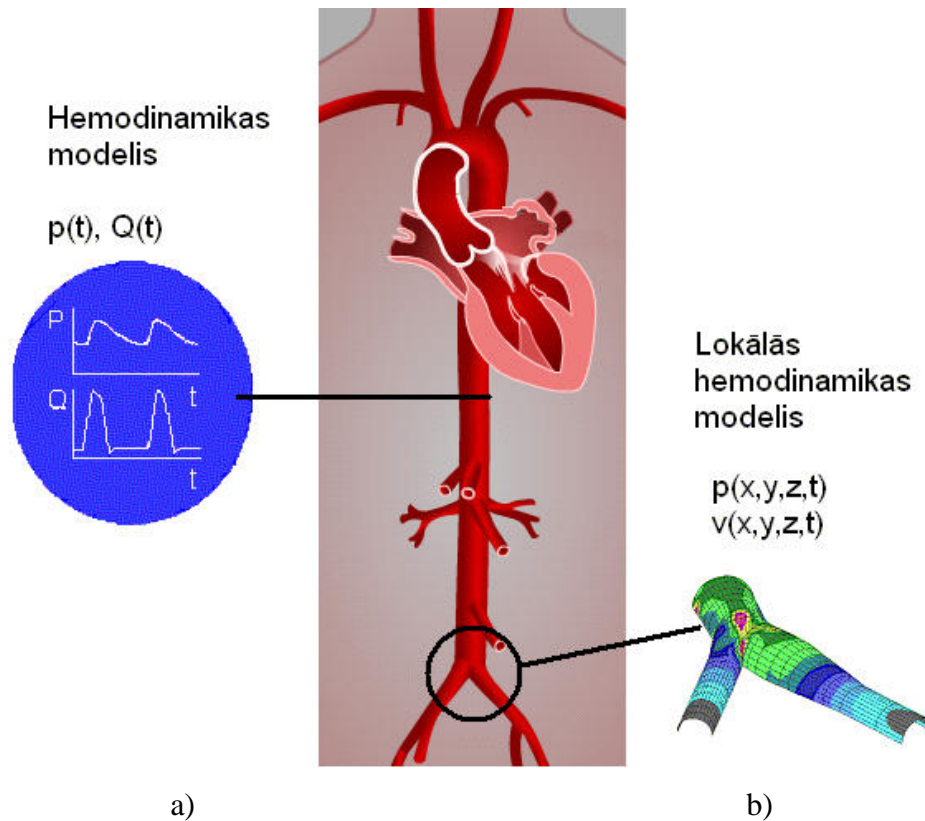 Hemodinamikas
modelis
p(t), Q(t)
P
t
Q
t
Lokālās
hemodinamikas
modelis
p(x,y,z,t)
v(x,y,z,t)
a)
b)